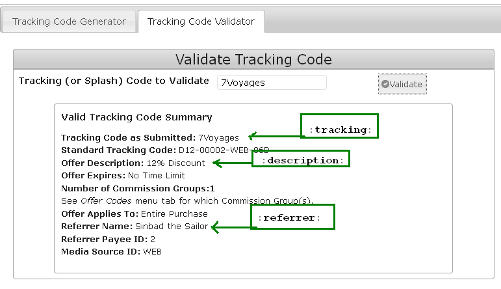 Tracking Code Generator
Tracking Code Validator
Validate Tracking Code
Tracking (or Splash) Code to Validate 7Voyages Validate
Valid Tracking Code Summary
Tracking Code as Submitted: 7Voyages :tracking:
Standard Tracking Code: D12-00002-WEB-06D
Offer Description: 12% Discount :description:
Offer Expires: No Time Limit
Number of Commission Groups:1
See Offer Codes menu tab for which Commission Group(s).
Offer Applies To: Entire Purchase :referrer:
Referrer Name: Sinbad the Sailor
Referrer Payee ID: 2
Media Source ID: WEB